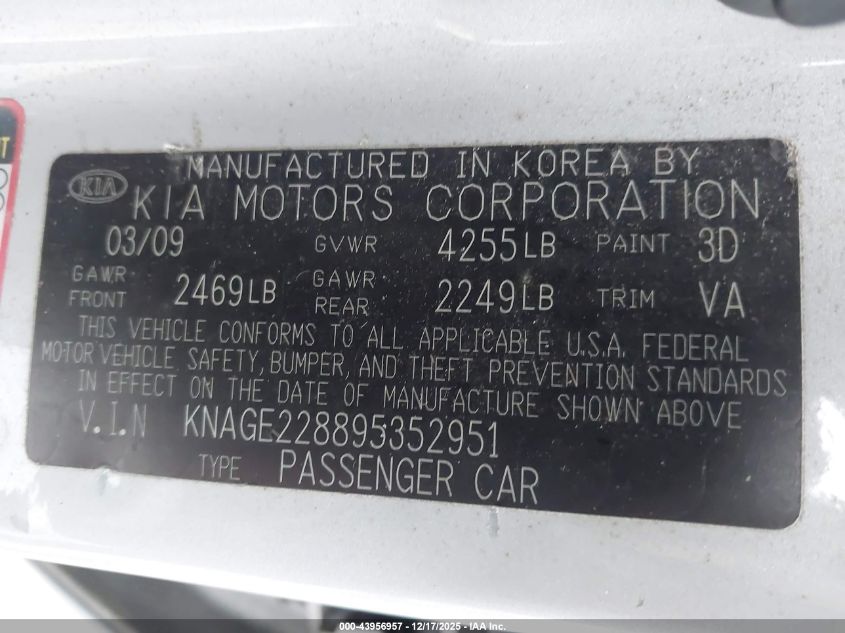 T
MANUFACTURED IN KOREA BY
KIA KIA MOTORS CORPORATION
03/09 GVWR 4255LB PAINT 3D
GAWR FRONT 2469LB GAWR REAR 2249LB TRIM VA
THIS VEHICLE CONFORMS TO ALL APPLICABLE U.S.A. FEDERAL
MOTOR VEHICLE SAFETY, BUMPER, AND THEFT PREVENTION STANDARDS
IN EFFECT ON THE DATE OF MANUFACTURE SHOWN ABOVE
V.I.N KNAGE228895352951
TYPE PASSENGER CAR
000-43956957 - 12/17/2025 - IAAI.COM